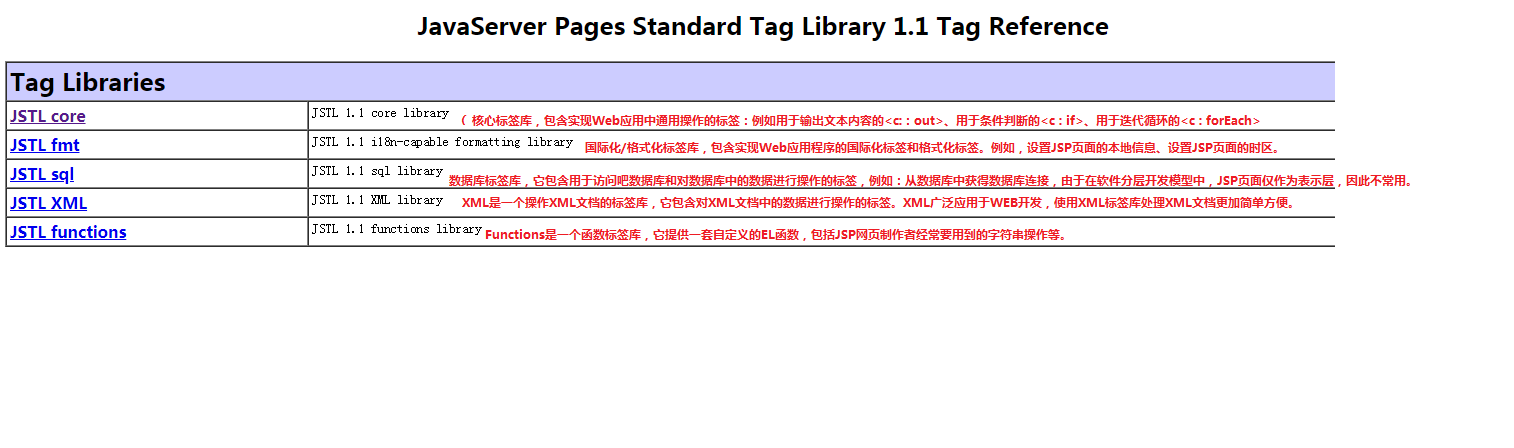 JavaServer Pages Standard Tag Library 1.1 Tag Reference
Tag Libraries
JSTL core JSTL 1.1 core library （ 核心标签库，包含实现Web应用中通用操作的标签：例如用于输出文本内容的<c:：out>、用于条件判断的<c：if>、用于迭代循环的<c：forEach>
JSTL fmt JSTL 1.1 i18n-capable formatting library 国际化/格式化标签库，包含实现Web应用程序的国际化标签和格式化标签。例如，设置JSP页面的本地信息、设置JSP页面的时区。
JSTL sql JSTL 1.1 sql library 数据库标签库，它包含用于访问吧数据库和对数据库中的数据进行操作的标签，例如：从数据库中获得数据库连接，由于在软件分层开发模型中，JSP页面仅作为表示层，因此不常用。
JSTL XML JSTL 1.1 XML library XML是一个操作XML文档的标签库，它包含对XML文档中的数据进行操作的标签。XML广泛应用于WEB开发，使用XML标签库处理XML文档更加简单方便。
JSTL functions JSTL 1.1 functions library Functions是一个函数标签库，它提供一套自定义的EL函数，包括JSP网页制作者经常要用到的字符串操作等。